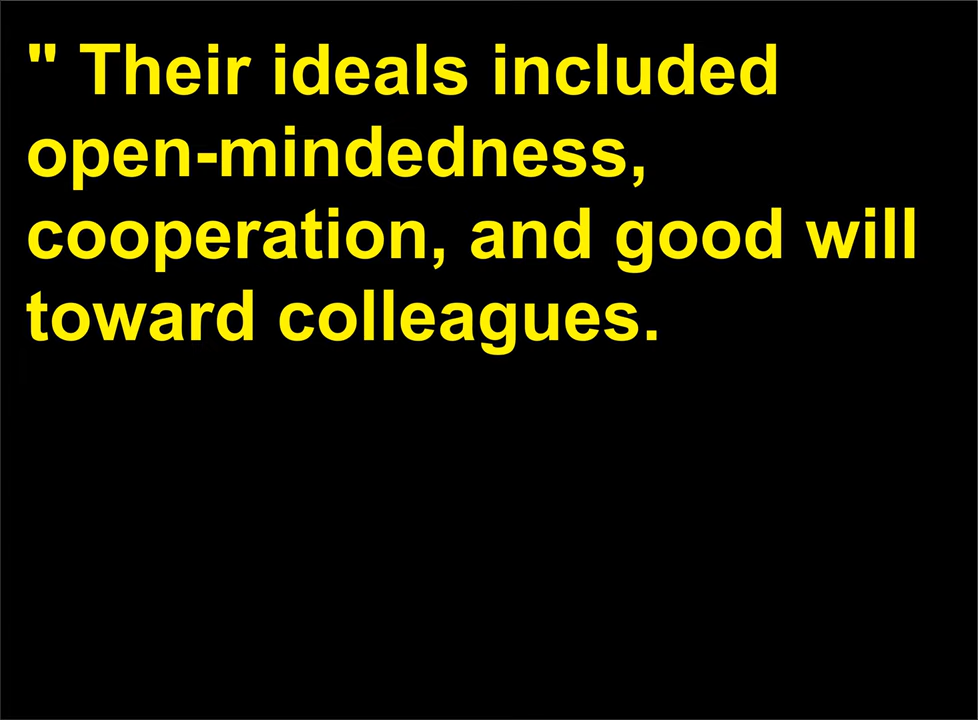 " Their ideals included
open-mindedness,
cooperation, and good will
toward colleagues.